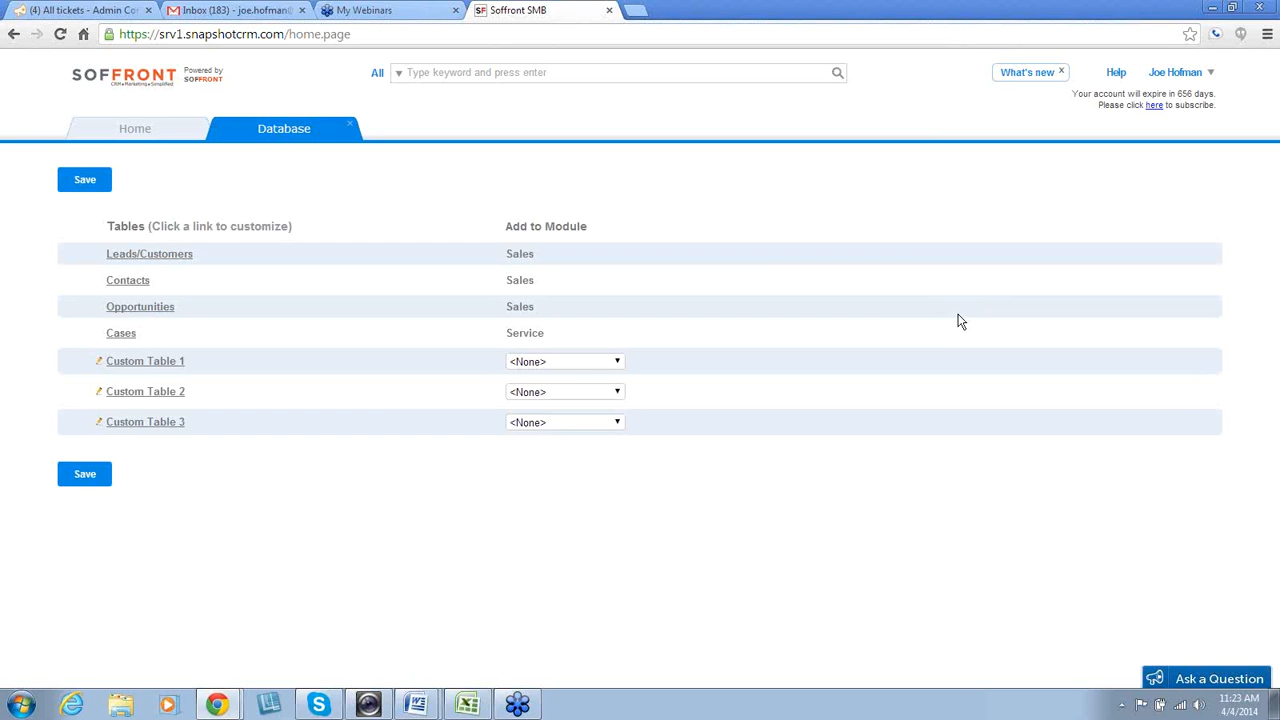 (4) All tickets - Admin Co
Inbox (183) - joe.hofman@
My Webinars
SF Soffront SMB
https://srv1.snapshotcrm.com/home.page
SOFFRONT
CRM+Marketing+Simplified
Powered by
SOFFRONT
All
Type keyword and press enter
What's new x
Help
Joe Hofman
Your account will expire in 656 days.
Please click here to subscribe.
Home
Database
Save
Tables (Click a link to customize)
Add to Module
Leads/Customers
Sales
Contacts
Sales
Opportunities
Sales
Cases
Service
Custom Table 1
<None>
Custom Table 2
<None>
Custom Table 3
<None>
Save
Ask a Question
11:23 AM
4/4/2014